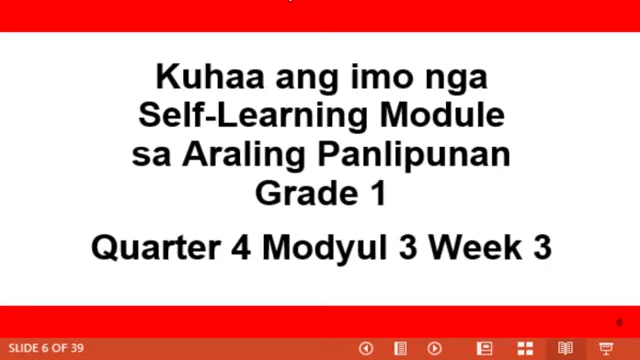 Kuhaa ang imo nga
Self-Learning Module
sa Araling Panlipunan
Grade 1
Quarter 4 Modyul 3 Week 3
6
SLIDE 6 OF 39